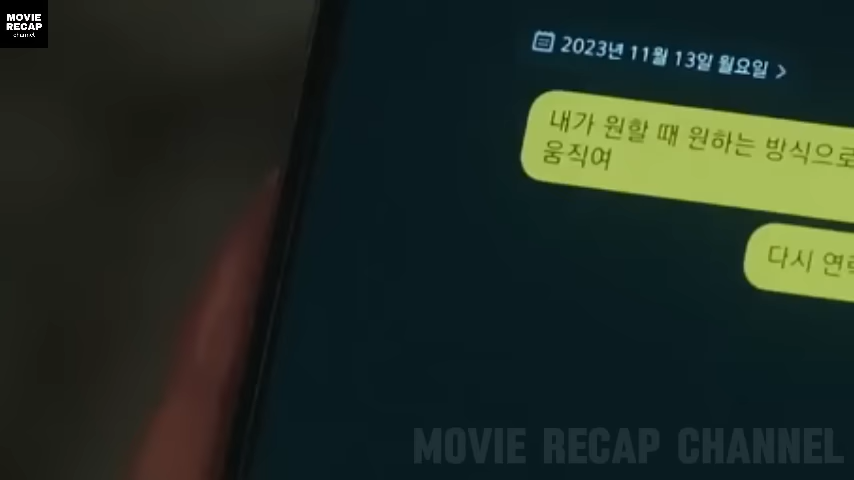 MOVIE
RECAP
channel
2023년 11월 13일 월요일 >
내가 원할 때 원하는 방식으로
움직여
다시
MOVIE RECAP CHANNEL